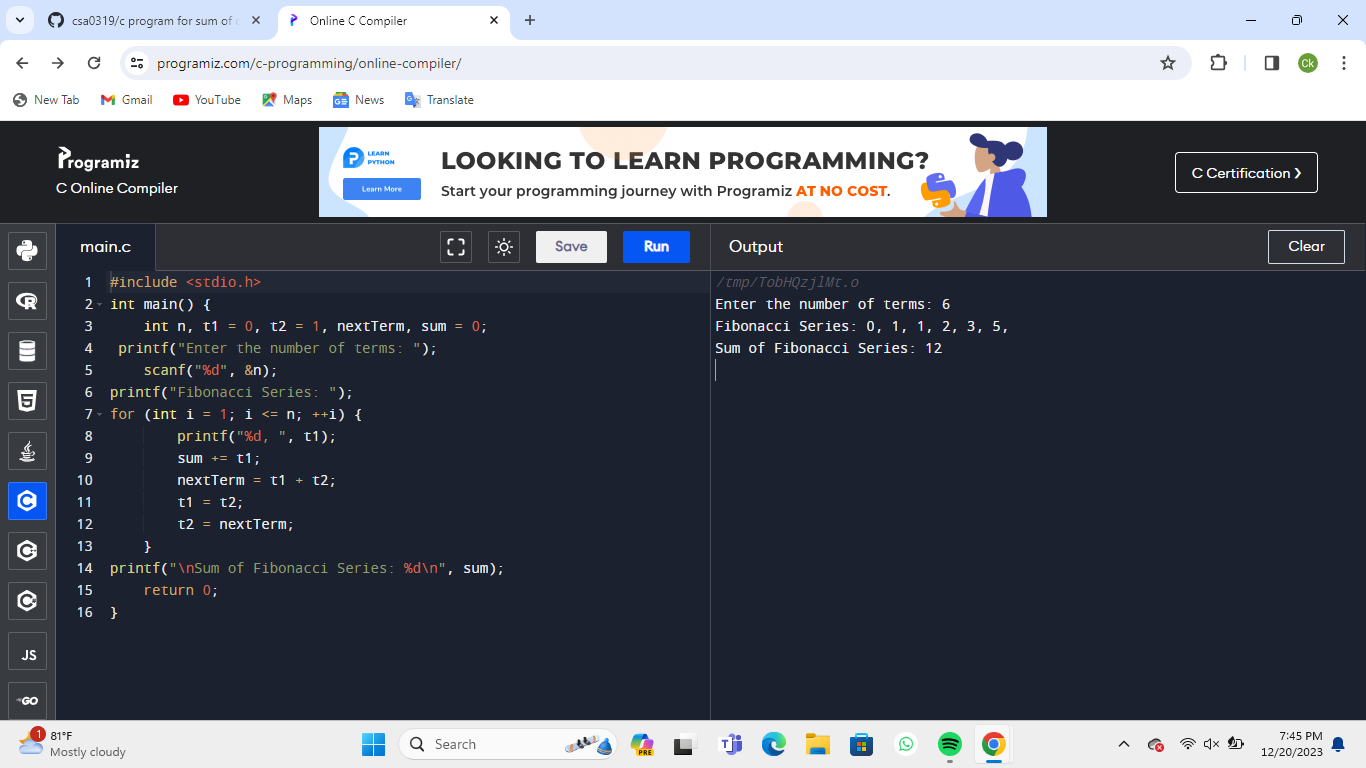 csa0319/c program for sum of
Online C Compiler
programiz.com/c-programming/online-compiler/
Ck
New Tab
Gmail
YouTube
Maps
News
Translate
Programiz
C Online Compiler
LEARN
PYTHON
Learn More
LOOKING TO LEARN PROGRAMMING?
Start your programming journey with Programiz AT NO COST.
C Certification ›
main.c
Save
Run
Output
Clear
1 #include <stdio.h>
2 int main() {
3     int n, t1 = 0, t2 = 1, nextTerm, sum = 0;
4  printf("Enter the number of terms: ");
5     scanf("%d", &n);
6 printf("Fibonacci Series: ");
7 for (int i = 1; i <= n; ++i) {
8         printf("%d, ", t1);
9         sum += t1;
10         nextTerm = t1 + t2;
11         t1 = t2;
12         t2 = nextTerm;
13     }
14 printf("\nSum of Fibonacci Series: %d\n", sum);
15     return 0;
16 }
/tmp/TobHQzjlMt.o
Enter the number of terms: 6
Fibonacci Series: 0, 1, 1, 2, 3, 5,
Sum of Fibonacci Series: 12
JS
GO
1
81°F
Mostly cloudy
Search
PRE
7:45 PM
12/20/2023